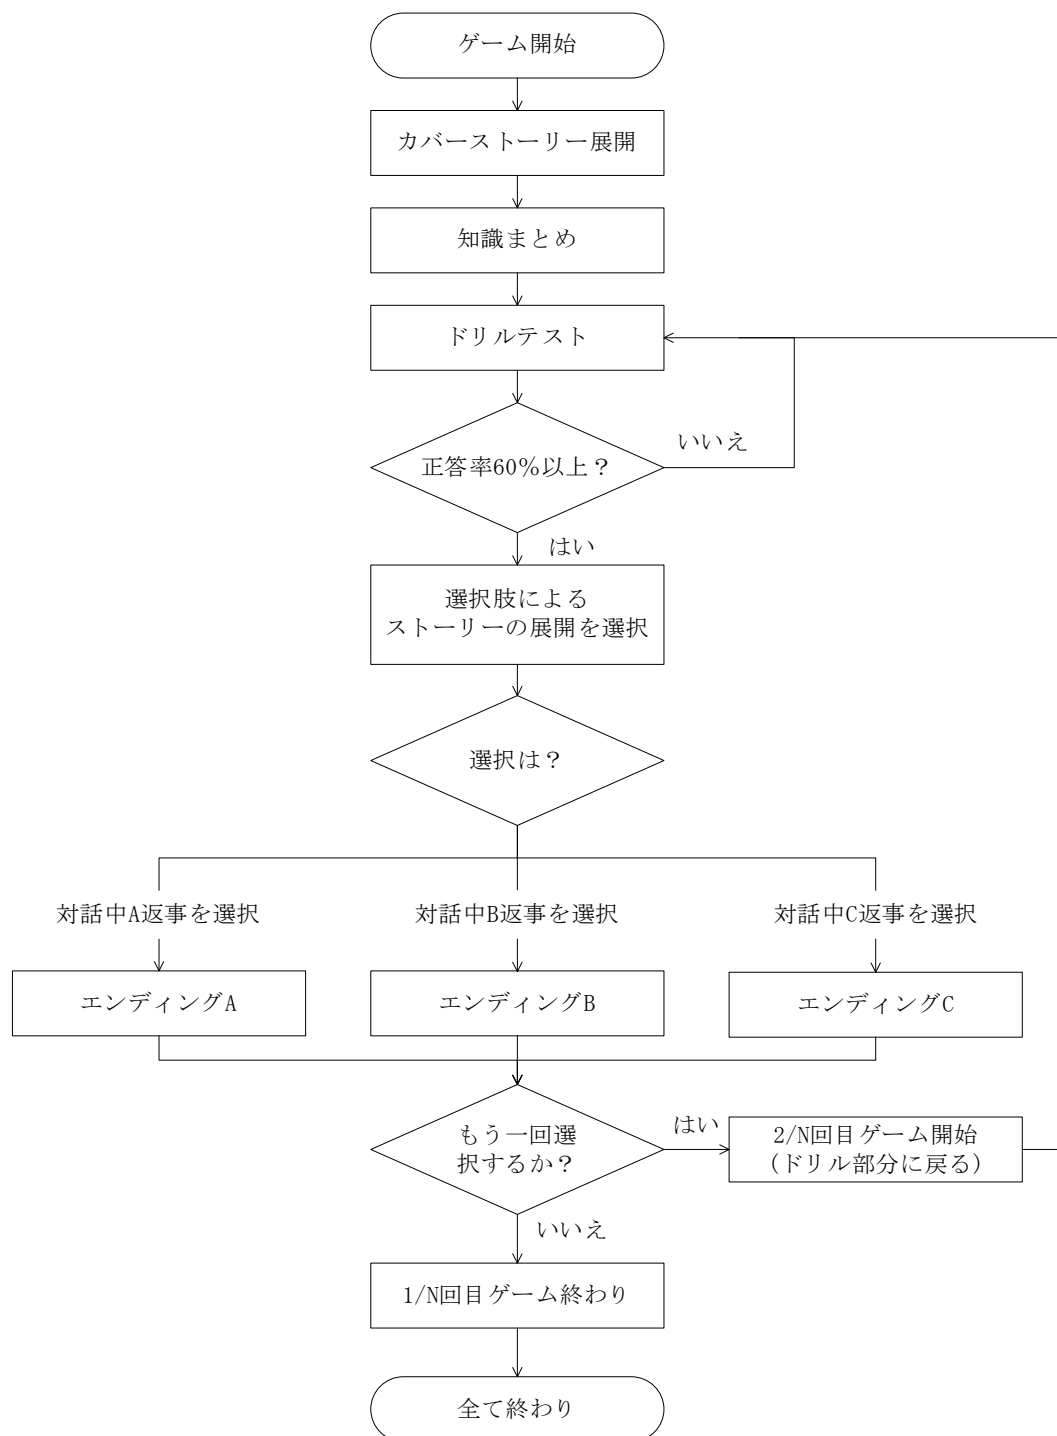 ゲーム開始
カバーストーリー展開
知識まとめ
ドリルテスト
いいえ
正答率60%以上？
はい
選択肢による
ストーリーの展開を選択
選択は？
対話中A返事を選択
対話中B返事を選択
対話中C返事を選択
エンディングA
エンディングB
エンディングC
もう一回選
択するか？
はい
2/N回目ゲーム開始
(ドリル部分に戻る)
いいえ
1/N回目ゲーム終わり
全て終わり